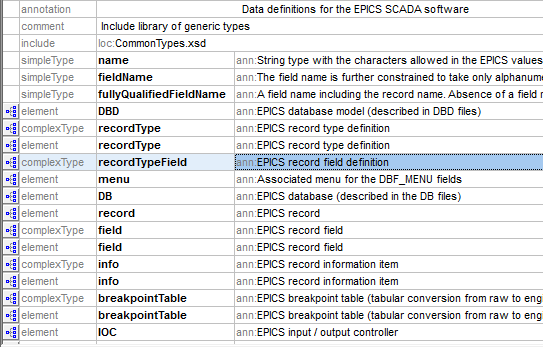 annotation Data definitions for the EPICS SCADA software
comment Include library of generic types
include loc:CommonTypes.xsd
simpleType name ann:String type with the characters allowed in the EPICS values
simpleType fieldName ann:The field name is further constrained to take only alphanume
simpleType fullyQualifiedFieldName ann:A field name including the record name. Absence of a field n
element DBD ann:EPICS database model (described in DBD files)
complexType recordType ann:EPICS record type definition
element recordType ann:EPICS record type definition
complexType recordTypeField ann:EPICS record field definition
element menu ann:Associated menu for the DBF_MENU fields
element DB ann:EPICS database (described in the DB files)
element record ann:EPICS record
complexType field ann:EPICS record field
element field ann:EPICS record field
complexType info ann:EPICS record information item
element info ann:EPICS record information item
complexType breakpointTable ann:EPICS breakpoint table (tabular conversion from raw to engi
element breakpointTable ann:EPICS breakpoint table (tabular conversion from raw to engi
element IOC ann:EPICS input / output controller